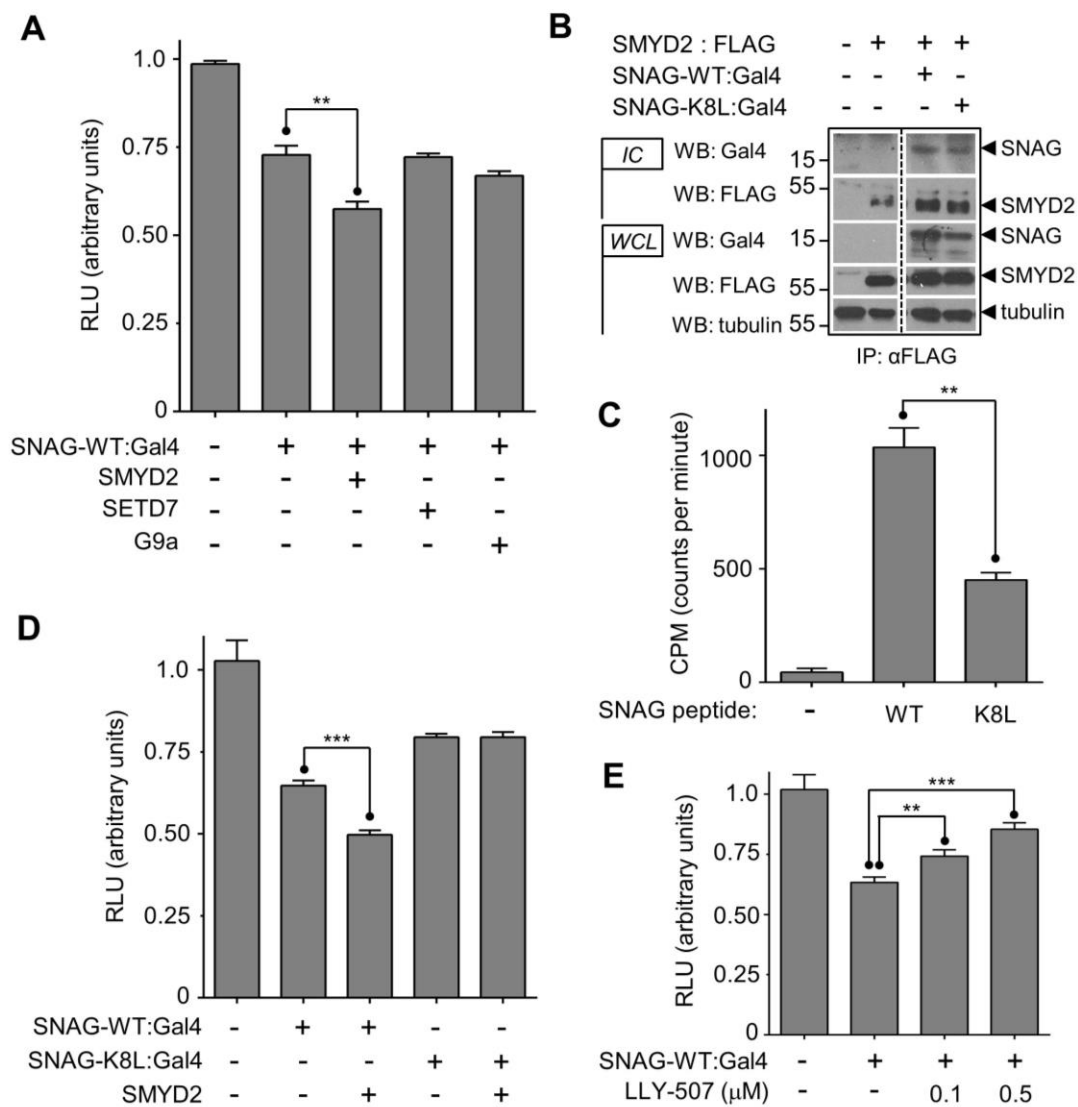 A
RLU (arbitrary units)
1.0
0.75
0.50
0.25
0
**
SNAG-WT:Gal4 - + + + +
SMYD2 - - + - -
SETD7 - - - + -
G9a - - - - +
B
SMYD2 : FLAG - + + +
SNAG-WT:Gal4 - - + -
SNAG-K8L:Gal4 - - - +
IC WB: Gal4 15 SNAG
WB: FLAG 55 SMYD2
WCL WB: Gal4 15 SNAG
WB: FLAG 55 SMYD2
WB: tubulin 55 tubulin
IP: αFLAG
C
CPM (counts per minute)
1000
500
0
**
SNAG peptide: - WT K8L
D
RLU (arbitrary units)
1.0
0.75
0.50
0.25
0
***
SNAG-WT:Gal4 - + + - -
SNAG-K8L:Gal4 - - - + +
SMYD2 - - + - +
E
RLU (arbitrary units)
1.0
0.75
0.50
0.25
0
***
**
SNAG-WT:Gal4 - + + +
LLY-507 (μM) - - 0.1 0.5